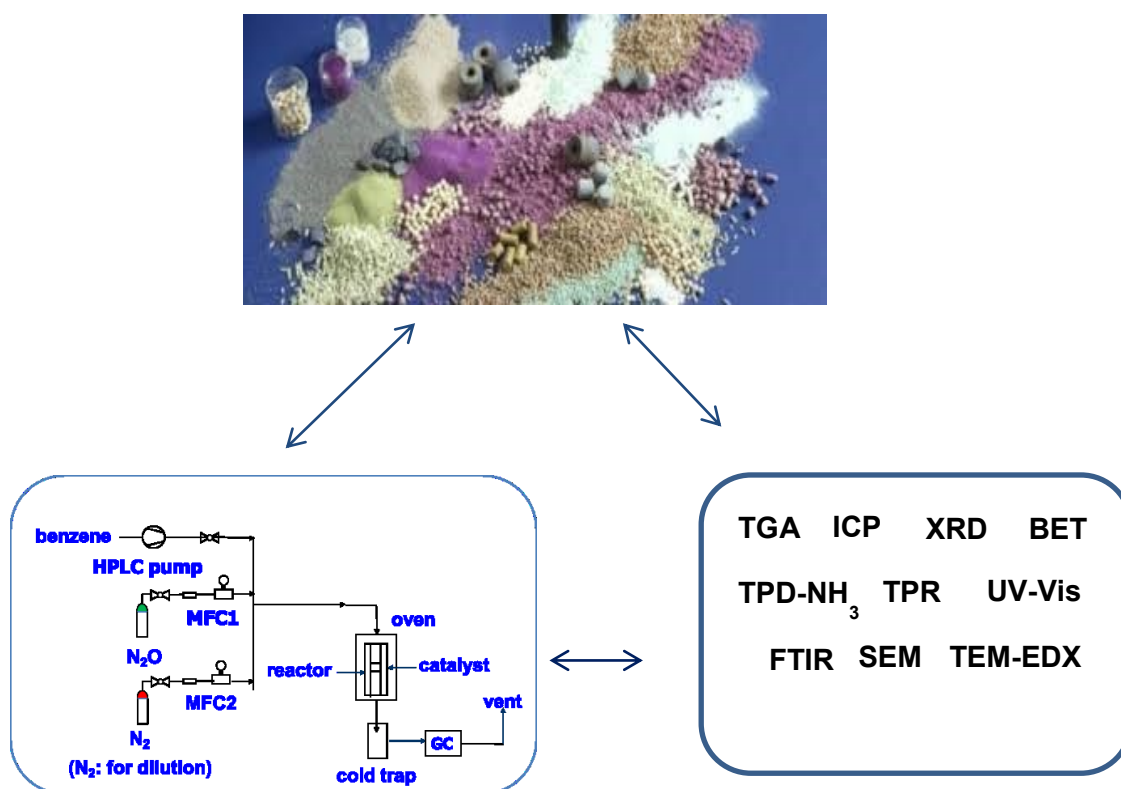 benzene
HPLC pump
MFC1
N₂O
MFC2
N₂
(N₂: for dilution)
oven
reactor
catalyst
vent
GC
cold trap
TGA ICP XRD BET
TPD-NH₃ TPR UV-Vis
FTIR SEM TEM-EDX